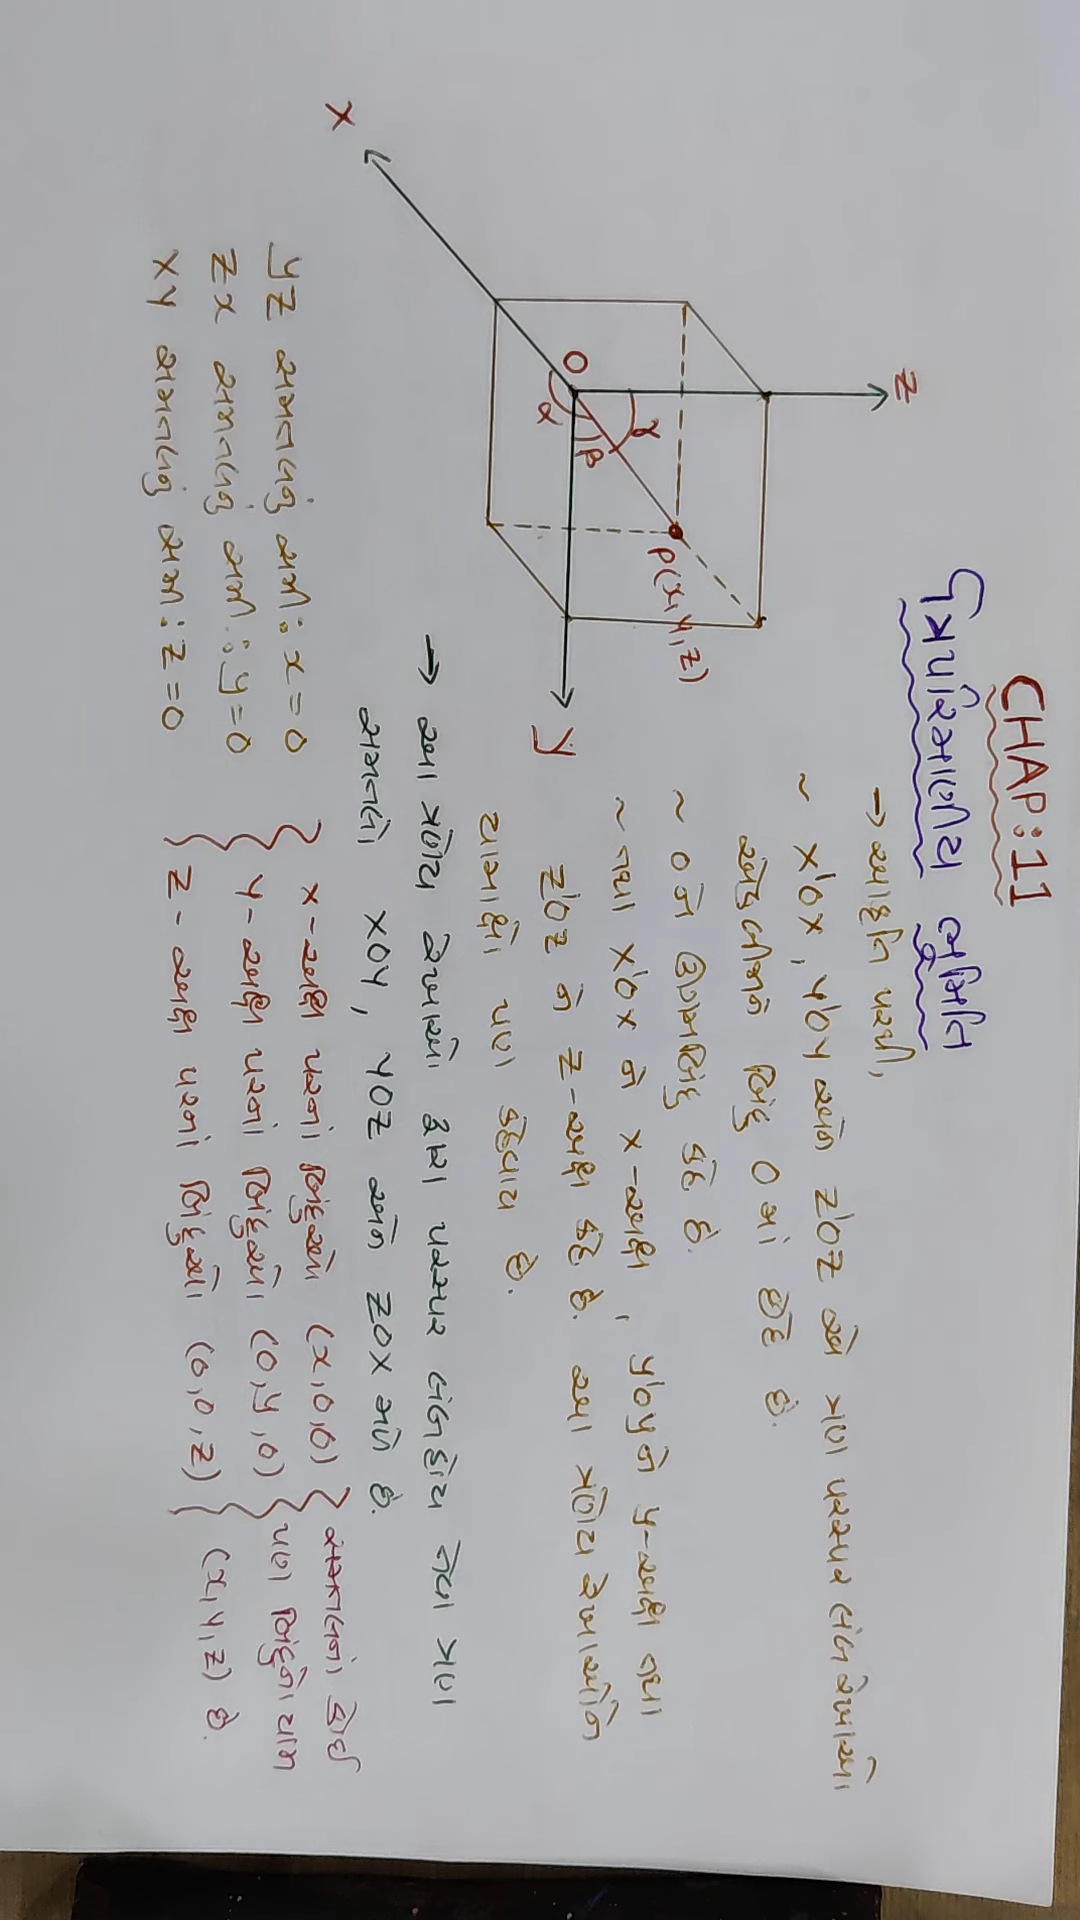 CHAP:11
ત્રિપરિમાણીય ભૂમિતિ
→ આકૃતિ પરથી,
~ X'OX, Y'OY અને Z'OZ એ ત્રણ પરસ્પર લંબરેખાઓ
એકબીજાને બિંદુ O માં છેદે છે.
~ O ને ઊગમબિંદુ કહે છે.
~ તથા X'OX ને X-અક્ષ, Y'OY ને Y-અક્ષ તથા
Z'OZ ને Z-અક્ષ કહે છે. આ ત્રણેય રેખાઓને
યામાક્ષો પણ કહેવાય છે.
→ આ ત્રણેય રેખાઓ દ્વારા પરસ્પર લંબહોય તેવા ત્રણ
સમતલો XOY, YOZ અને ZOX મળે છે.
Z
O
α
β
γ
P(x,y,z)
Y
X
YZ સમતલનું સમી: x=0
ZX સમતલનું સમી: y=0
XY સમતલનું સમી: z=0
X-અક્ષ પરનાં બિંદુઓ (x,0,0)
Y-અક્ષ પરનાં બિંદુઓ (0,y,0)
Z-અક્ષ પરનાં બિંદુઓ (0,0,z)
સમતલનાં કોઈ
પણ બિંદુના યામ
(x,y,z) છે.